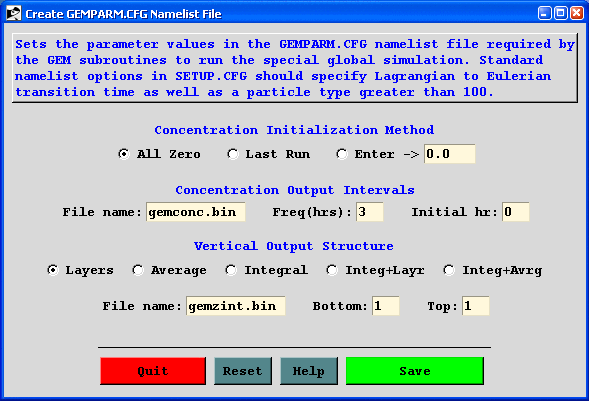 Create GEMPARM.CFG Namelist File
Sets the parameter values in the GEMPARM.CFG namelist file required by
the GEM subroutines to run the special global simulation. Standard
namelist options in SETUP.CFG should specify Lagrangian to Eulerian
transition time as well as a particle type greater than 100.
Concentration Initialization Method
All Zero Last Run Enter -> 0.0
Concentration Output Intervals
File name: gemconc.bin Freq(hrs): 3 Initial hr: 0
Vertical Output Structure
Layers Average Integral Integ+Layr Integ+Avrg
File name: gemzint.bin Bottom: 1 Top: 1
Quit Reset Help Save